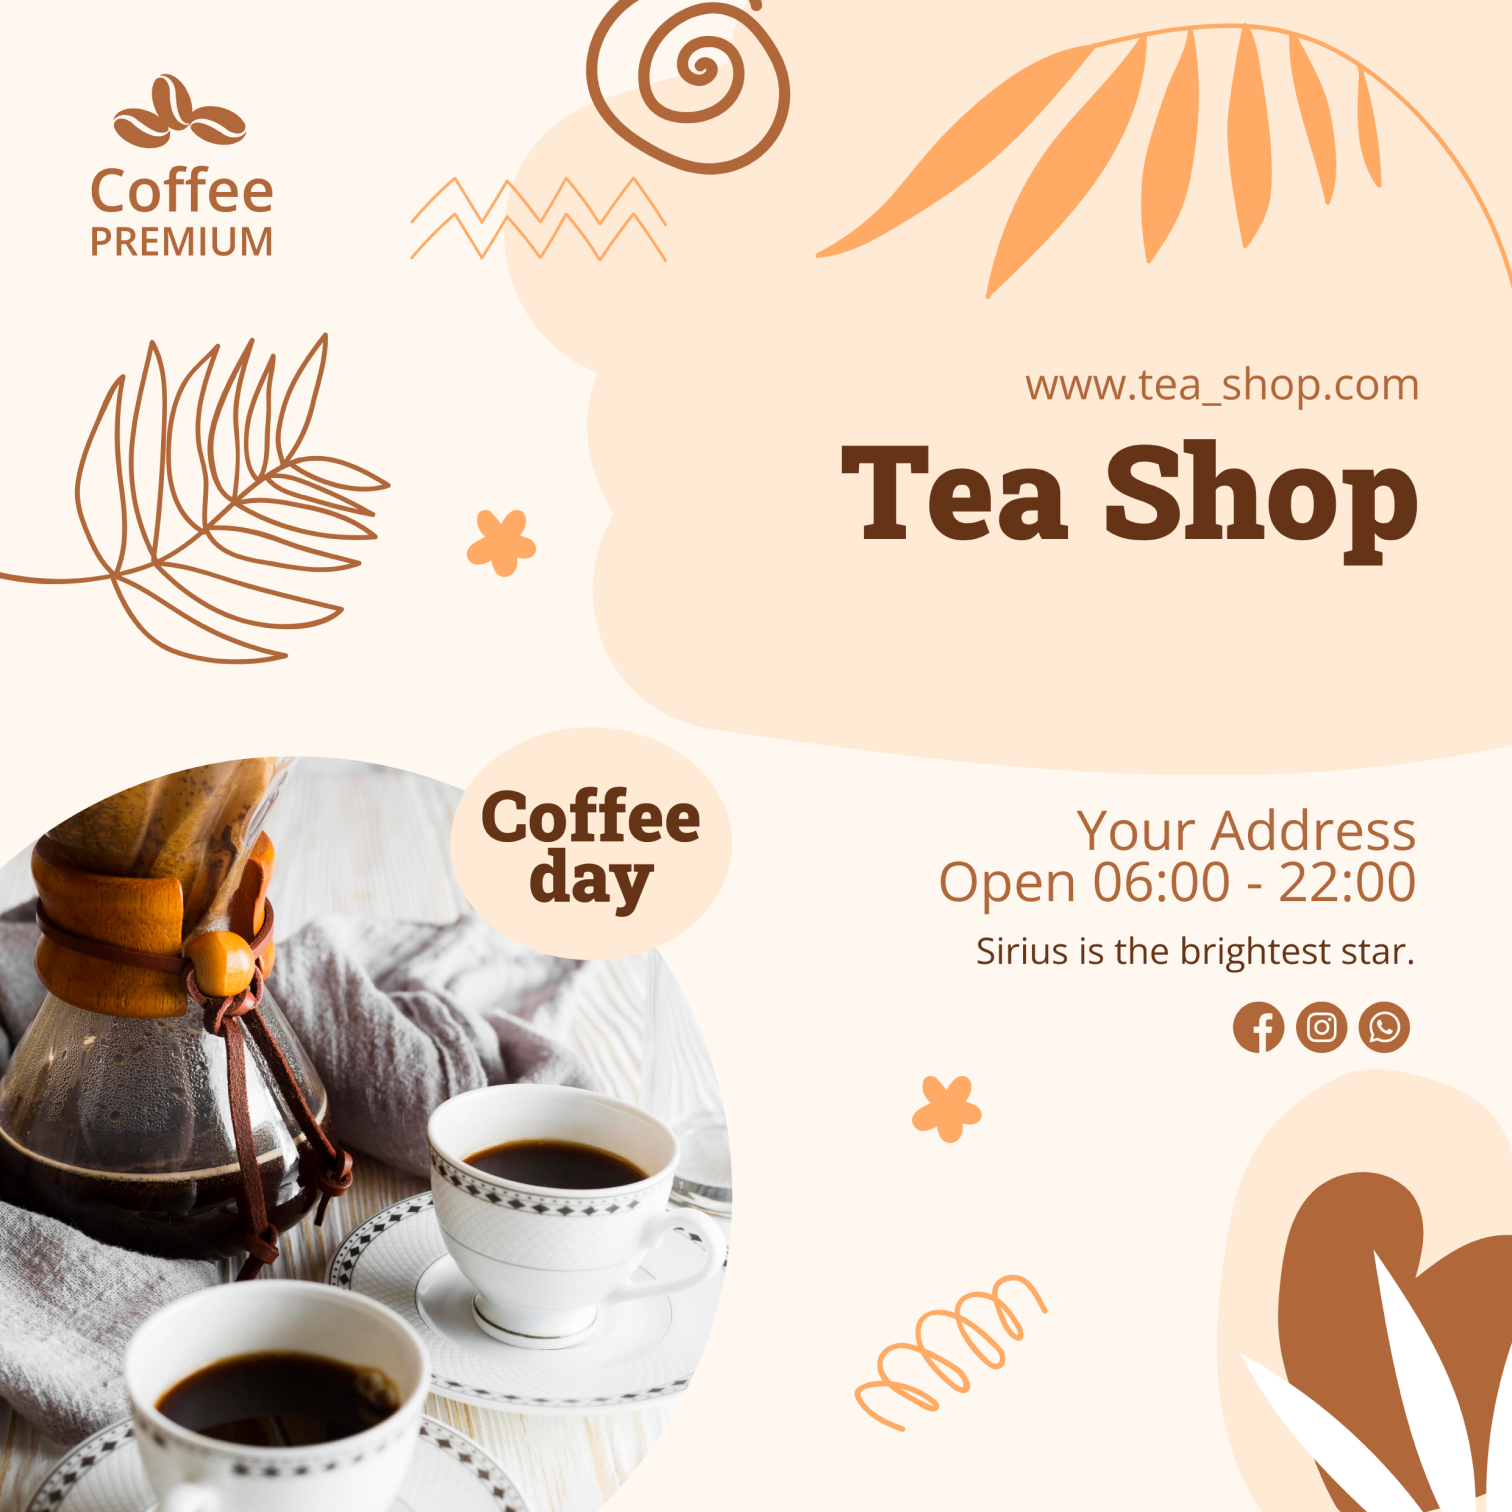 Coffee
PREMIUM
www.tea_shop.com
Tea Shop
Coffee
day
Your Address
Open 06:00 - 22:00
Sirius is the brightest star.